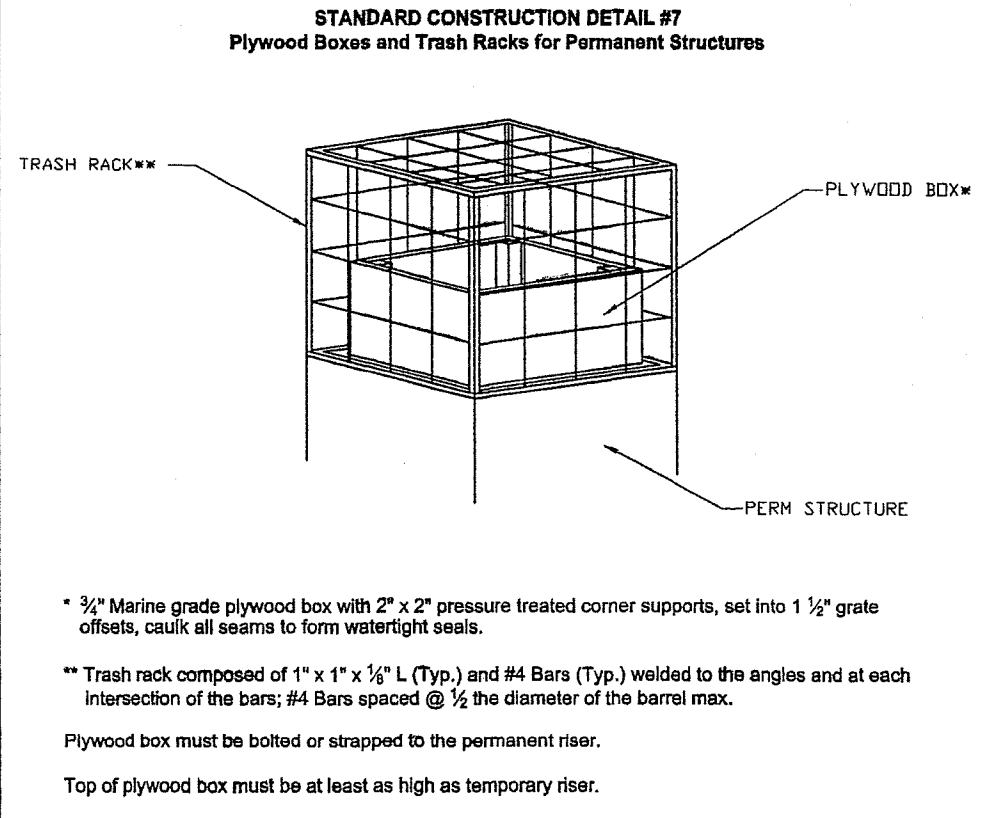 STANDARD CONSTRUCTION DETAIL #7
Plywood Boxes and Trash Racks for Permanent Structures
TRASH RACK**
PLYWOOD BOX*
PERM STRUCTURE
* ¾" Marine grade plywood box with 2" x 2" pressure treated corner supports, set into 1 ½" grate
offsets, caulk all seams to form watertight seals.
** Trash rack composed of 1" x 1" x ⅛" L (Typ.) and #4 Bars (Typ.) welded to the angles and at each
intersection of the bars; #4 Bars spaced @ ½ the diameter of the barrel max.
Plywood box must be bolted or strapped to the permanent riser.
Top of plywood box must be at least as high as temporary riser.